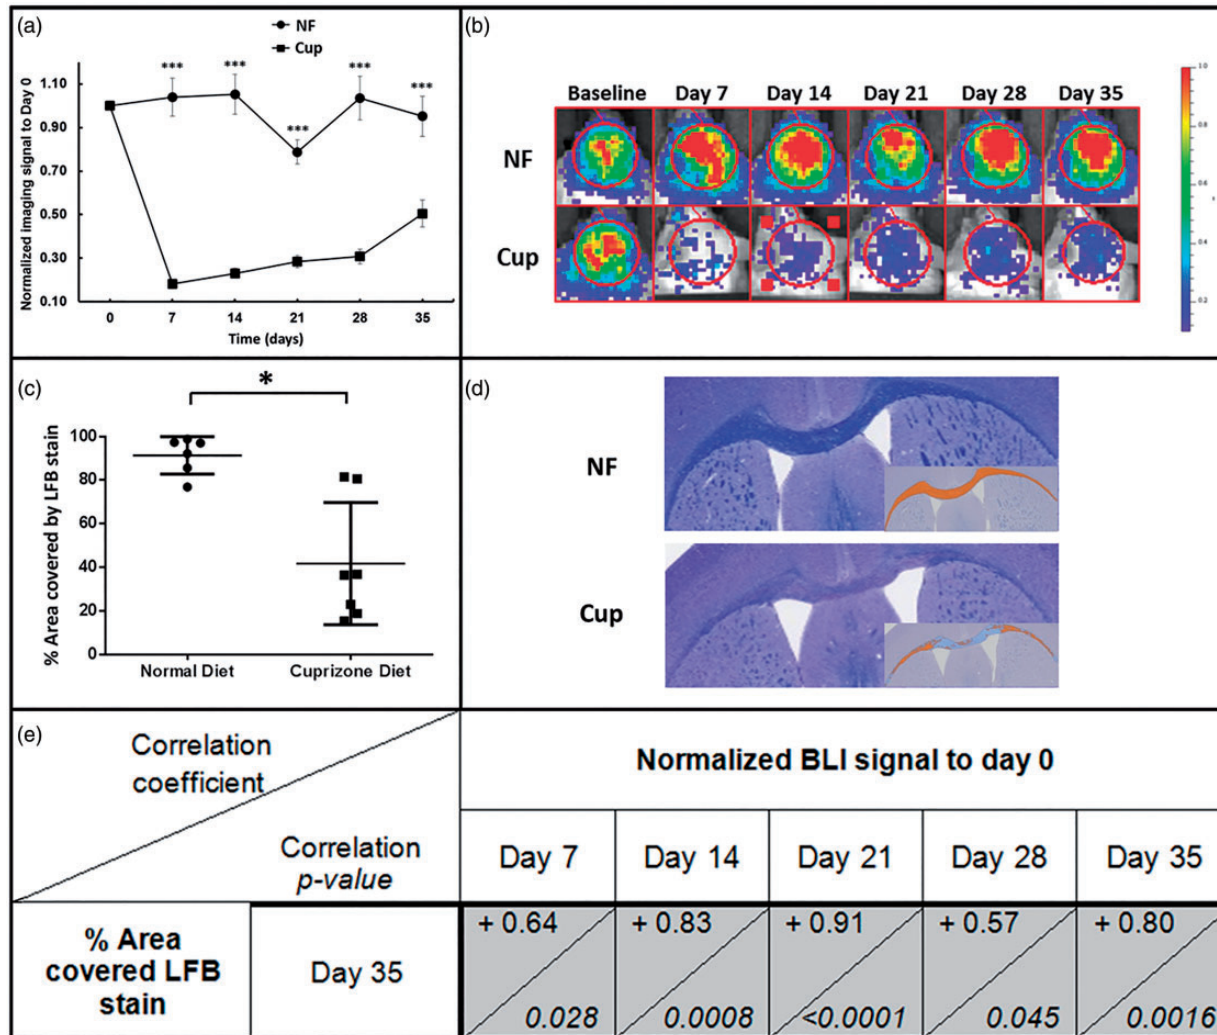 (a)
NF
Cup
Normalized imaging signal to Day 0
1.10
0.90
0.70
0.50
0.30
0.10
***
***
***
***
***
0
7
14
21
28
35
Time (days)
(b)
Baseline
Day 7
Day 14
Day 21
Day 28
Day 35
NF
Cup
1.0
0.2
(c)
*
% Area covered by LFB stain
100
80
60
40
20
0
Normal Diet
Cuprizone Diet
(d)
NF
Cup
(e)
Correlation
coefficient
Correlation
p-value
Normalized BLI signal to day 0
Day 7
Day 14
Day 21
Day 28
Day 35
% Area
covered LFB
stain
Day 35
+ 0.64
0.028
+ 0.83
0.0008
+ 0.91
<0.0001
+ 0.57
0.045
+ 0.80
0.0016